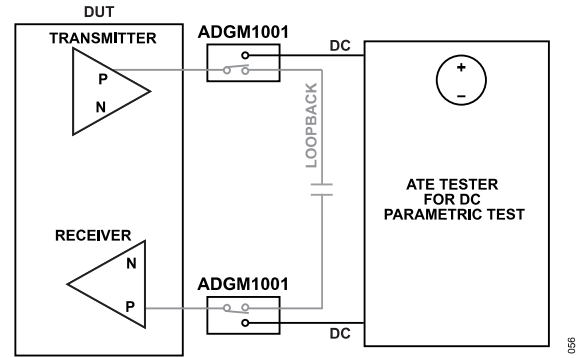 DUT
TRANSMITTER
P
N
ADGM1001
DC
LOOPBACK
+
−
ATE TESTER
FOR DC
PARAMETRIC TEST
RECEIVER
N
P
ADGM1001
DC
056